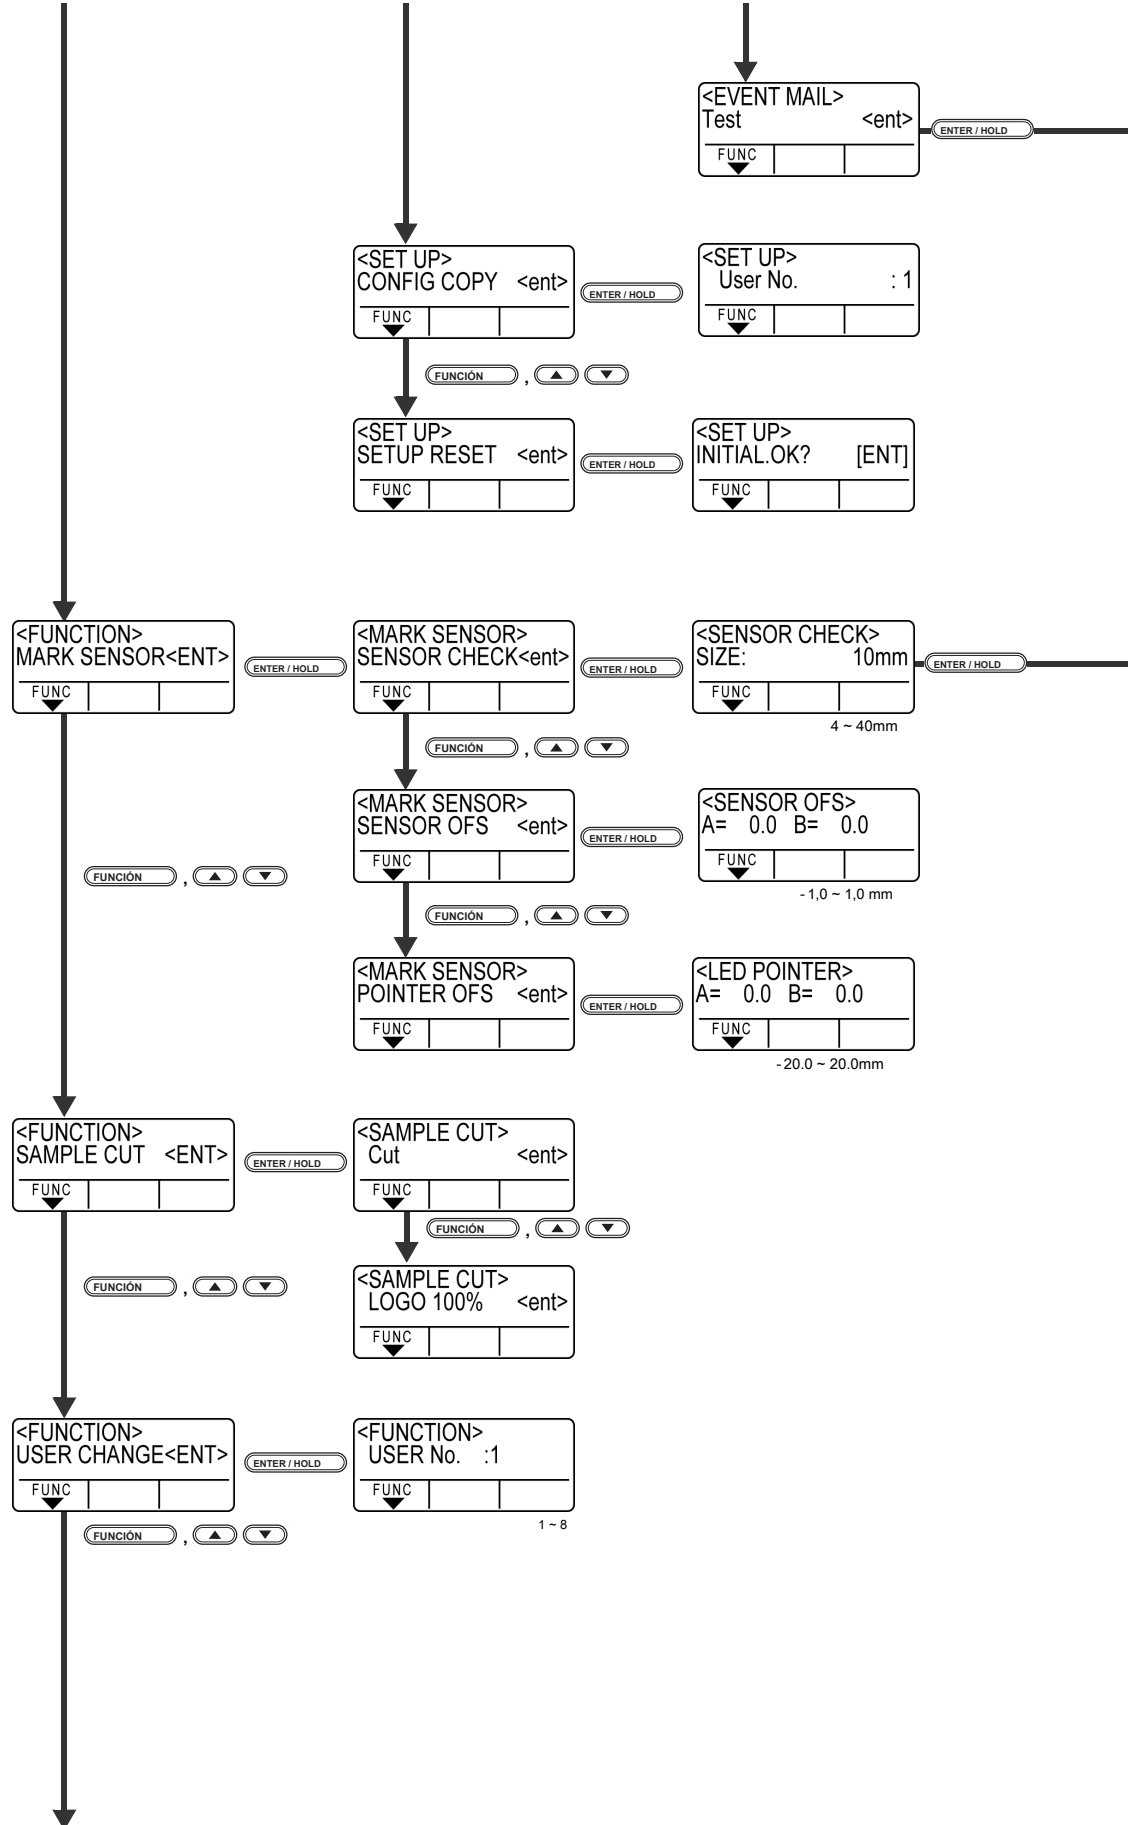 <EVENT MAIL>
Test <ent>
ENTER / HOLD
FUNC
<SET UP>
CONFIG COPY <ent>
FUNC
ENTER / HOLD
<SET UP>
User No. : 1
FUNC
FUNCIÓN ,
<SET UP>
SETUP RESET <ent>
FUNC
ENTER / HOLD
<SET UP>
INITIAL.OK? [ENT]
FUNC
<FUNCTION>
MARK SENSOR<ENT>
FUNC
ENTER / HOLD
<MARK SENSOR>
SENSOR CHECK<ent>
FUNC
ENTER / HOLD
<SENSOR CHECK>
SIZE: 10mm
FUNC
ENTER / HOLD
4 ~ 40mm
FUNCIÓN ,
<MARK SENSOR>
SENSOR OFS <ent>
FUNC
ENTER / HOLD
<SENSOR OFS>
A= 0.0 B= 0.0
FUNC
- 1,0 ~ 1,0 mm
FUNCIÓN ,
FUNCIÓN ,
<MARK SENSOR>
POINTER OFS <ent>
FUNC
ENTER / HOLD
<LED POINTER>
A= 0.0 B= 0.0
FUNC
- 20.0 ~ 20.0mm
<FUNCTION>
SAMPLE CUT <ENT>
FUNC
ENTER / HOLD
<SAMPLE CUT>
Cut <ent>
FUNC
FUNCIÓN ,
FUNCIÓN ,
<SAMPLE CUT>
LOGO 100% <ent>
FUNC
<FUNCTION>
USER CHANGE<ENT>
FUNC
ENTER / HOLD
<FUNCTION>
USER No. :1
FUNC
1 ~ 8
FUNCIÓN ,